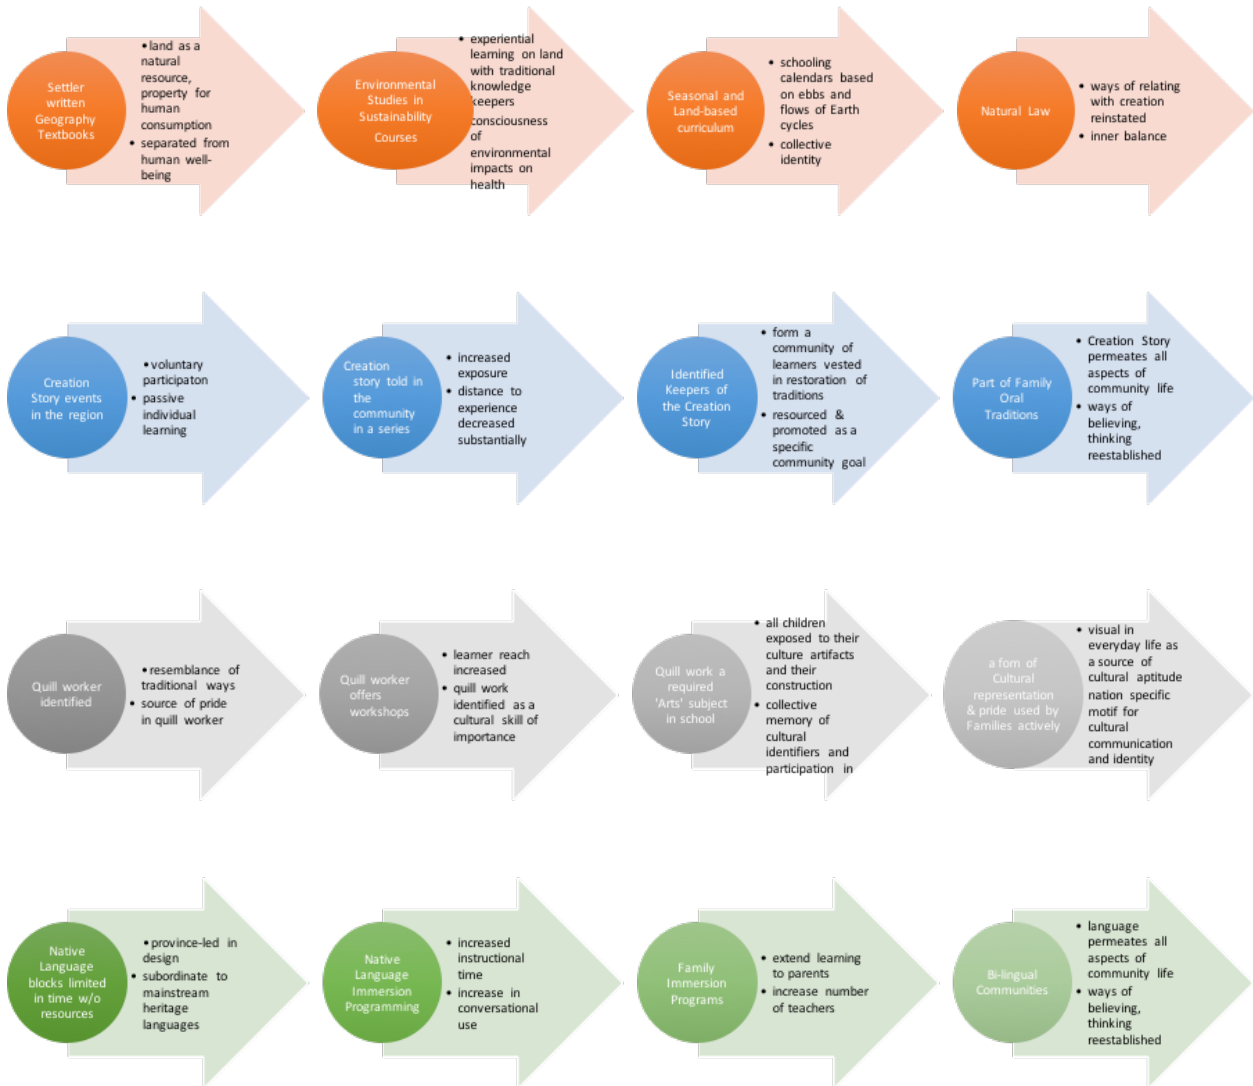 Settler
written
Geography
Textbooks
•land as a
natural
resource,
property for
human
consumption
• separated from
human well-
being
Environmental
Studies in
Sustainability
Courses
• experiential
learning on land
with traditional
knowledge
keepers
consciousness
of
environmental
impacts on
health
Seasonal and
Land-based
curriculum
• schooling
calendars based
on ebbs and
flows of Earth
cycles
• collective
identity
Natural Law
• ways of relating
with creation
reinstated
• inner balance
Creation
Story events
in the region
•voluntary
participaton
• passive
individual
learning
Creation
story told in
the
community
in a series
• increased
exposure
• distance to
experience
decreased
substantially
Identified
Keepers of
the Creation
Story
• form a
community of
learners vested
in restoration of
traditions
• resourced &
promoted as a
specific
community goal
Part of Family
Oral
Traditions
• Creation Story
permeates all
aspects of
community life
• ways of
believing,
thinking
reestablished
Quill worker
identified
•resemblance of
traditional ways
• source of pride
in quill worker
Quill worker
offers
workshops
• learner reach
increased
• quill work
identified as a
cultural skill of
importance
Quill work a
required
'Arts' subject
in school
• all children
exposed to their
culture artifacts
and their
construction
• collective
memory of
cultural
identifiers and
participation in
a fom of
Cultural
representation
& pride used by
Families actively
• visual in
everyday life as
a source of
cultural aptitude
nation specific
motif for
cultural
communication
and identity
Native
Language
blocks limited
in time w/o
resources
•province-led in
design
• subordinate to
mainstream
heritage
languages
Native
Language
Immersion
Programming
• increased
instructional
time
• increase in
conversational
use
Family
Immersion
Programs
• extend learning
to parents
• increase number
of teachers
Bi-lingual
Communities
• language
permeates all
aspects of
community life
• ways of
believing,
thinking
reestablished